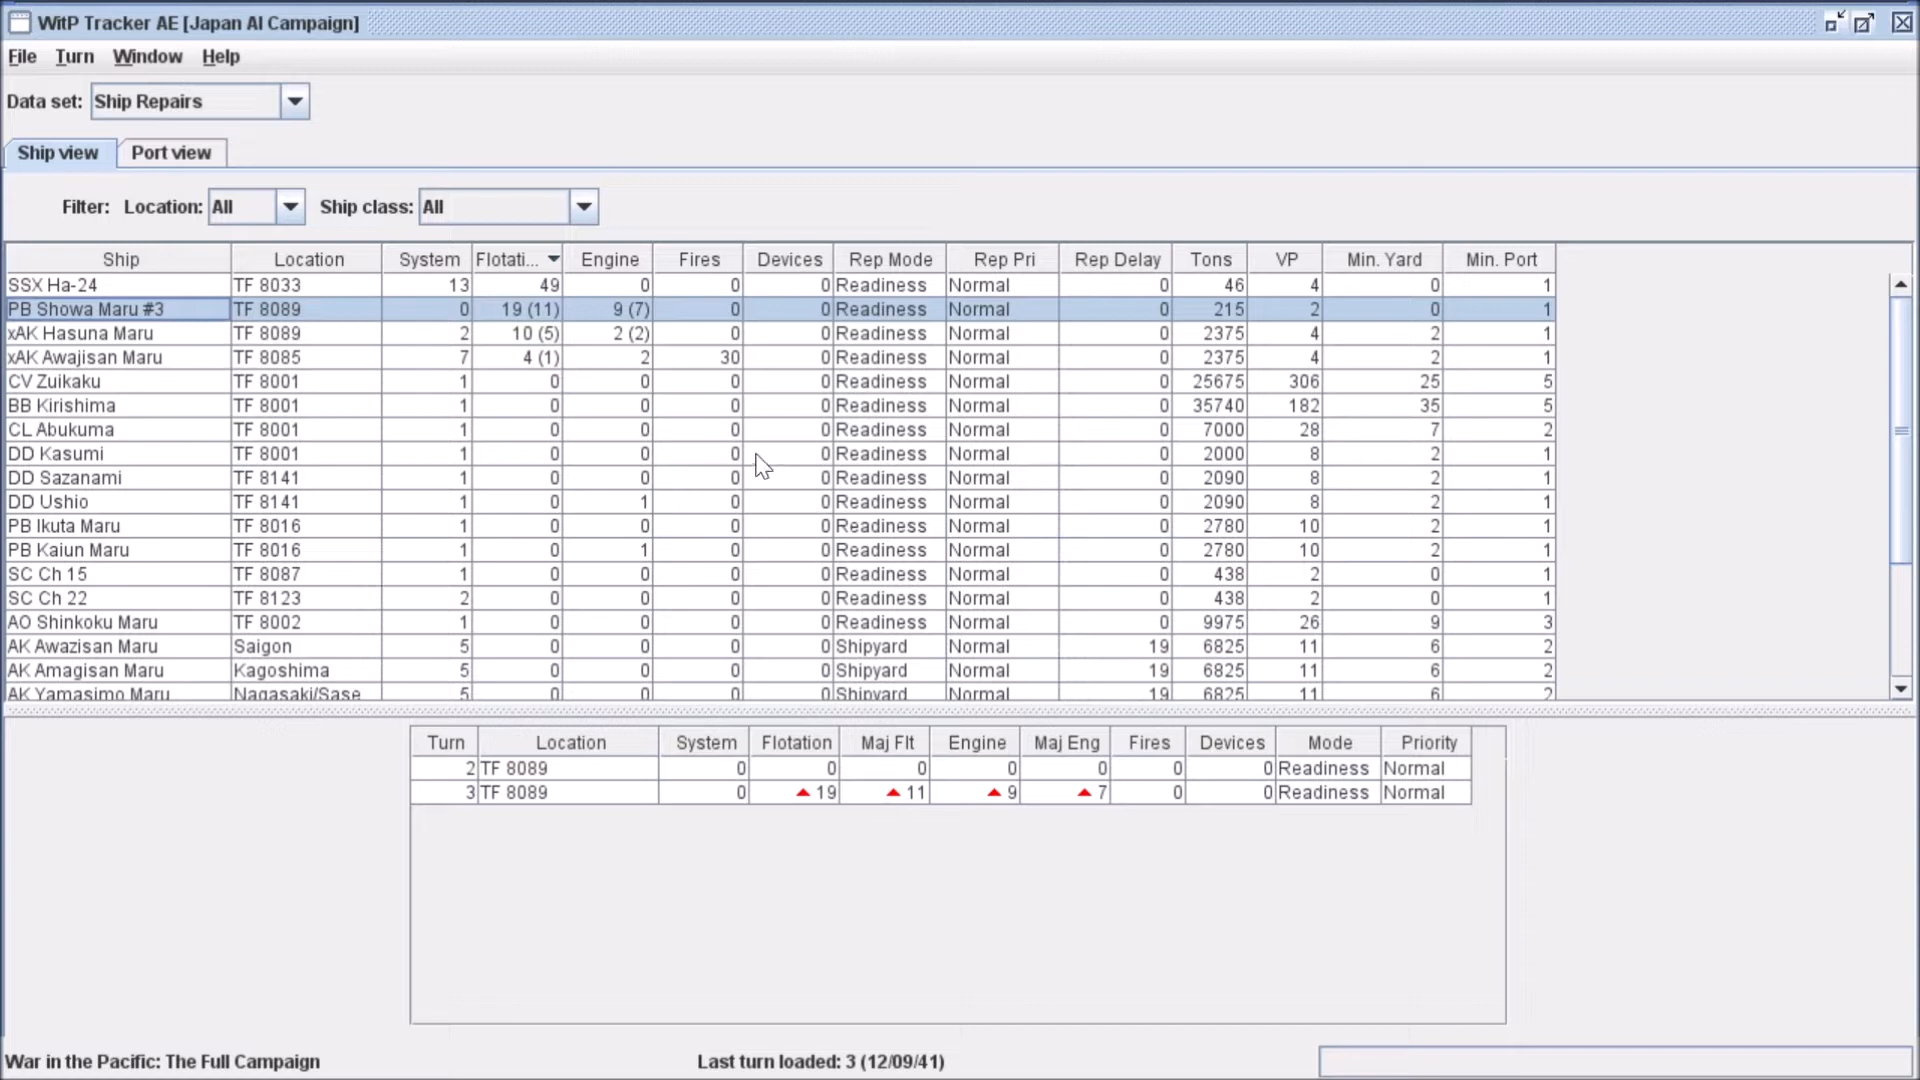 WitP Tracker AE [Japan AI Campaign]
File Turn Window Help
Data set: Ship Repairs
Ship view Port view
Filter: Location: All Ship class: All
Ship Location System Flotati... Engine Fires Devices Rep Mode Rep Pri Rep Delay Tons VP Min. Yard Min. Port
SSX Ha-24 TF 8033 13 49 0 0 0 Readiness Normal 0 46 4 0 1
PB Showa Maru #3 TF 8089 0 19 (11) 9 (7) 0 0 Readiness Normal 0 215 2 0 1
xAK Hasuna Maru TF 8089 2 10 (5) 2 (2) 0 0 Readiness Normal 0 2375 4 2 1
xAK Awajisan Maru TF 8085 7 4 (1) 2 30 0 Readiness Normal 0 2375 4 2 1
CV Zuikaku TF 8001 1 0 0 0 0 Readiness Normal 0 25675 306 25 5
BB Kirishima TF 8001 1 0 0 0 0 Readiness Normal 0 35740 182 35 5
CL Abukuma TF 8001 1 0 0 0 0 Readiness Normal 0 7000 28 7 2
DD Kasumi TF 8001 1 0 0 0 0 Readiness Normal 0 2000 8 2 1
DD Sazanami TF 8141 1 0 0 0 0 Readiness Normal 0 2090 8 2 1
DD Ushio TF 8141 1 0 1 0 0 Readiness Normal 0 2090 8 2 1
PB Ikuta Maru TF 8016 1 0 0 0 0 Readiness Normal 0 2780 10 2 1
PB Kaiun Maru TF 8016 1 0 1 0 0 Readiness Normal 0 2780 10 2 1
SC Ch 15 TF 8087 1 0 0 0 0 Readiness Normal 0 438 2 0 1
SC Ch 22 TF 8123 2 0 0 0 0 Readiness Normal 0 438 2 0 1
AO Shinkoku Maru TF 8002 1 0 0 0 0 Readiness Normal 0 9975 26 9 3
AK Awazisan Maru Saigon 5 0 0 0 0 Shipyard Normal 19 6825 11 6 2
AK Amagisan Maru Kagoshima 5 0 0 0 0 Shipyard Normal 19 6825 11 6 2
AK Yamasimo Maru Nagasaki/Sase 5 0 0 0 0 Shipyard Normal 19 6825 11 6 2
Turn Location System Flotation Maj Flt Engine Maj Eng Fires Devices Mode Priority
2 TF 8089 0 0 0 0 0 0 0 Readiness Normal
3 TF 8089 0 19 11 9 7 0 0 Readiness Normal
War in the Pacific: The Full Campaign Last turn loaded: 3 (12/09/41)